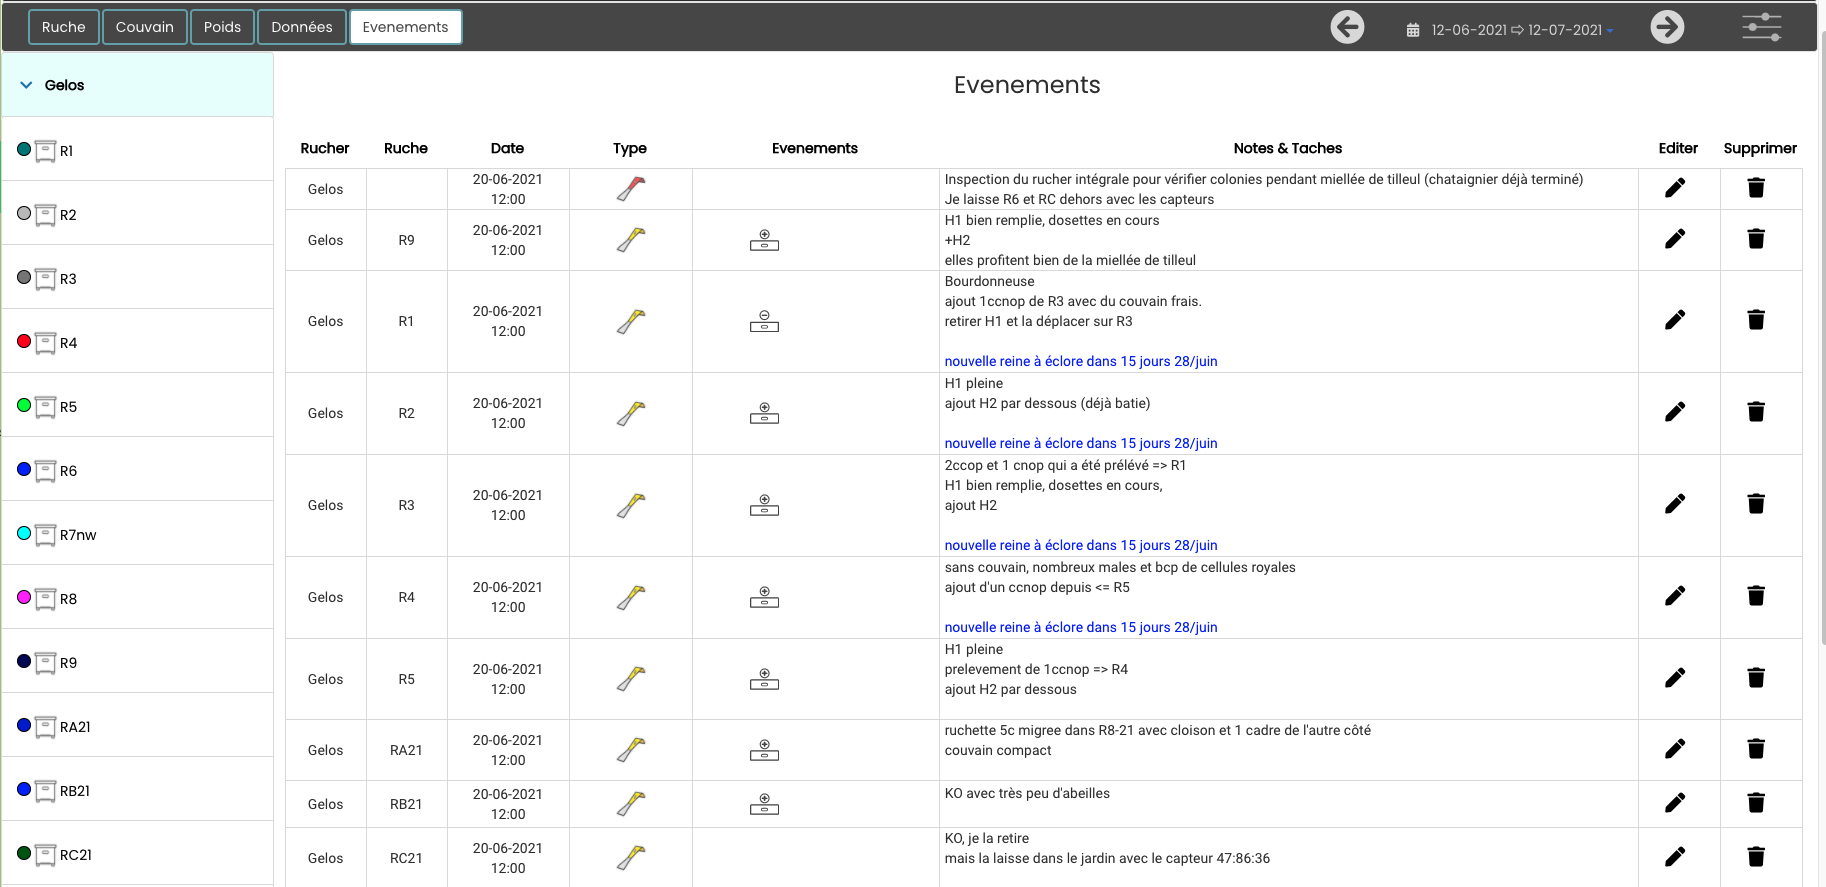 Ruche Couvain Poids Données Evenements
12-06-2021 ⇨ 12-07-2021
Gelos
R1
R2
R3
R4
R5
R6
R7nw
R8
R9
RA21
RB21
RC21
Evenements
Rucher Ruche Date Type Evenements Notes & Taches Editer Supprimer
Gelos
20-06-2021
12:00
Inspection du rucher intégrale pour vérifier colonies pendant miellée de tilleul (chataignier déjà terminé)
Je laisse R6 et RC dehors avec les capteurs
Gelos R9
20-06-2021
12:00
H1 bien remplie, dosettes en cours
+H2
elles profitent bien de la miellée de tilleul
Gelos R1
20-06-2021
12:00
Bourdonneuse
ajout 1ccnop de R3 avec du couvain frais.
retirer H1 et la déplacer sur R3
nouvelle reine à éclore dans 15 jours 28/juin
Gelos R2
20-06-2021
12:00
H1 pleine
ajout H2 par dessous (déjà batie)
nouvelle reine à éclore dans 15 jours 28/juin
Gelos R3
20-06-2021
12:00
2ccop et 1 cnop qui a été prélévé => R1
H1 bien remplie, dosettes en cours,
ajout H2
nouvelle reine à éclore dans 15 jours 28/juin
Gelos R4
20-06-2021
12:00
sans couvain, nombreux males et bcp de cellules royales
ajout d'un ccnop depuis <= R5
nouvelle reine à éclore dans 15 jours 28/juin
Gelos R5
20-06-2021
12:00
H1 pleine
prelevement de 1ccnop => R4
ajout H2 par dessous
Gelos RA21
20-06-2021
12:00
ruchette 5c migree dans R8-21 avec cloison et 1 cadre de l'autre côté
couvain compact
Gelos RB21
20-06-2021
12:00
KO avec très peu d'abeilles
Gelos RC21
20-06-2021
12:00
KO, je la retire
mais la laisse dans le jardin avec le capteur 47:86:36